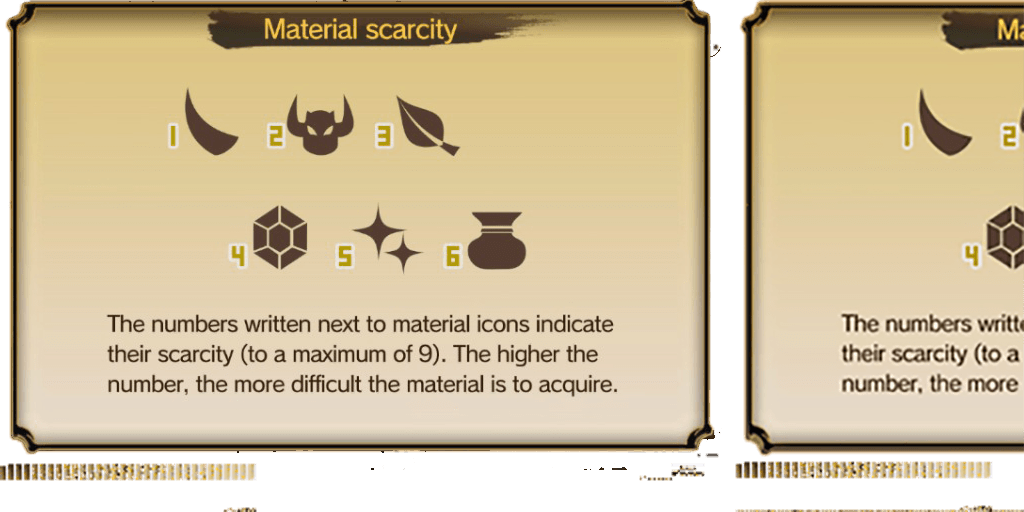 Material scarcity
1 2 3
4 5 6
The numbers written next to material icons indicate
their scarcity (to a maximum of 9). The higher the
number, the more difficult the material is to acquire.
Ma
1 2
4
The numbers writte
their scarcity (to a
number, the more